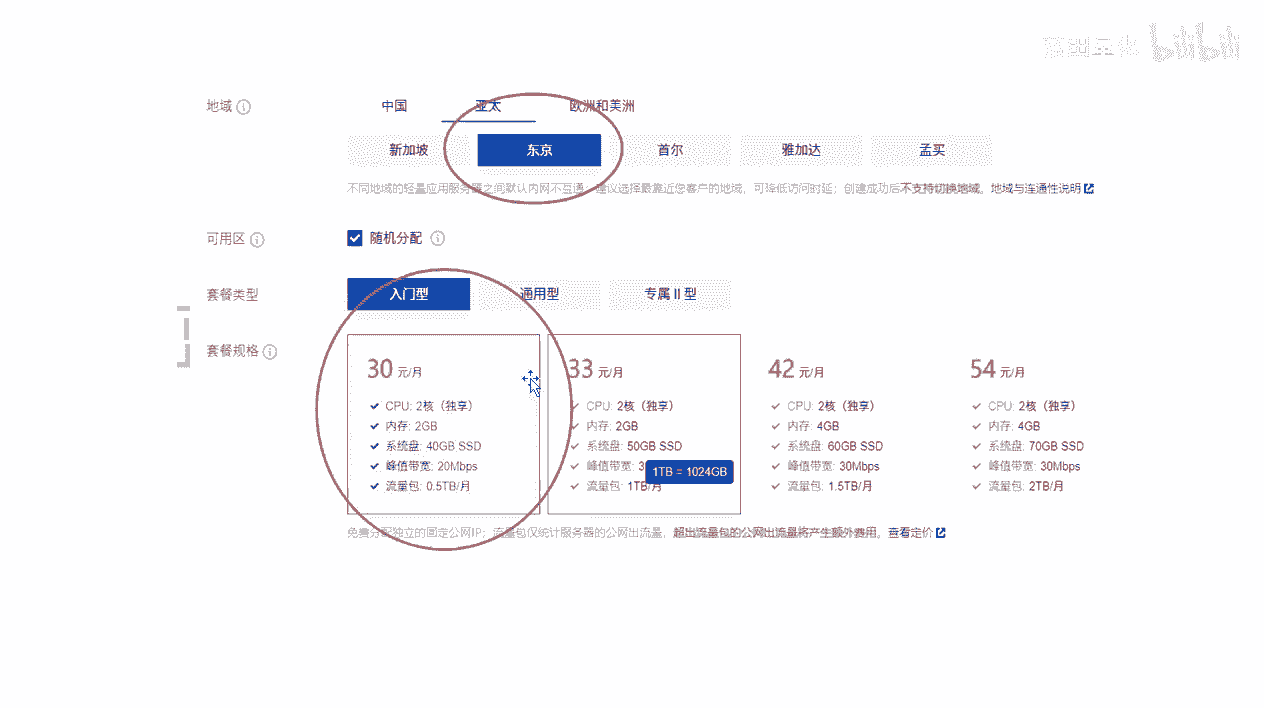 bilibili
地域
中国 亚太 欧洲和美洲
新加坡 东京 首尔 雅加达 孟买
不同地域的轻量应用服务器之间默认内网不互通；建议选择最靠近您客户的地域，可降低访问时延；创建成功后不支持切换地域。地域与连通性说明
可用区 随机分配
套餐类型 入门型 通用型 专属Ⅱ型
套餐规格
30 元/月 33 元/月 42 元/月 54 元/月
CPU: 2核（独享） CPU: 2核（独享） CPU: 2核（独享） CPU: 2核（独享）
内存: 2GB 内存: 2GB 内存: 4GB 内存: 4GB
系统盘: 40GB SSD 系统盘: 50GB SSD 系统盘: 60GB SSD 系统盘: 70GB SSD
峰值带宽: 20Mbps 峰值带宽: 3 1TB = 1024GB 峰值带宽: 30Mbps 峰值带宽: 30Mbps
流量包: 0.5TB/月 流量包: 1TB/月 流量包: 1.5TB/月 流量包: 2TB/月
免费分配独立的固定公网IP；流量包仅统计服务器的公网出流量，超出流量包的公网出流量将产生额外费用。查看定价